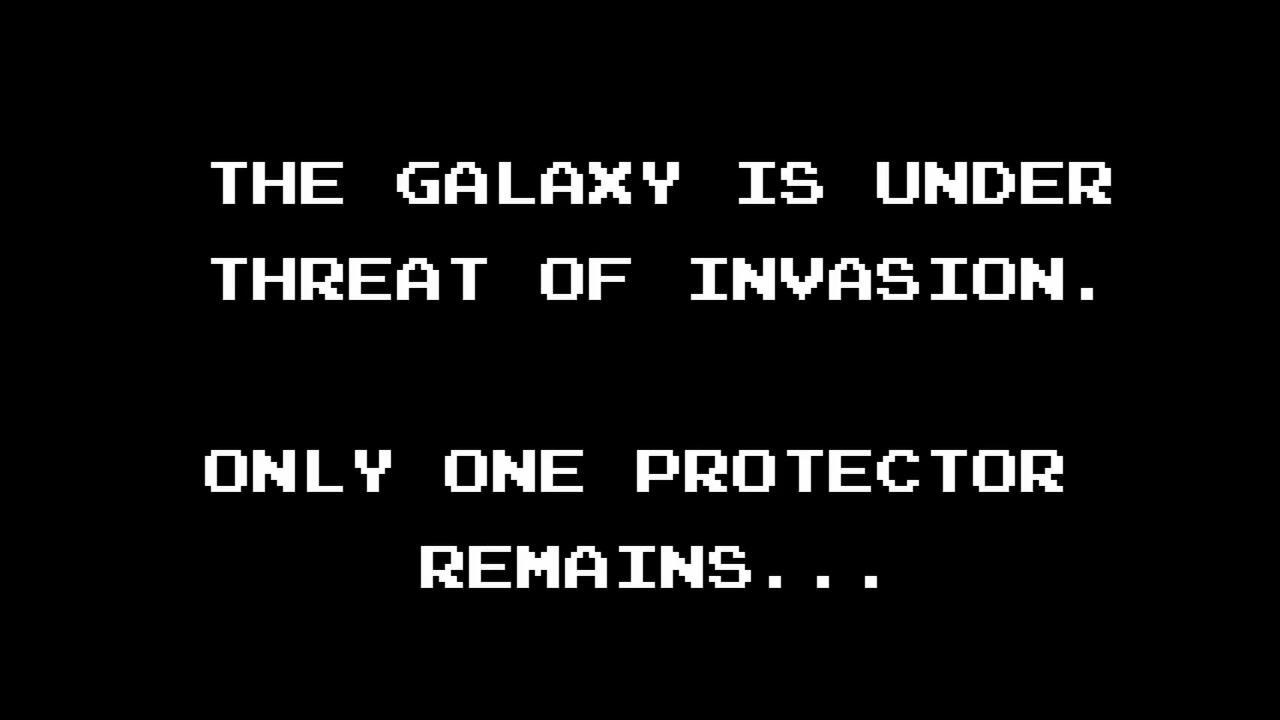 THE GALAXY IS UNDER
THREAT OF INVASION.
ONLY ONE PROTECTOR
REMAINS...